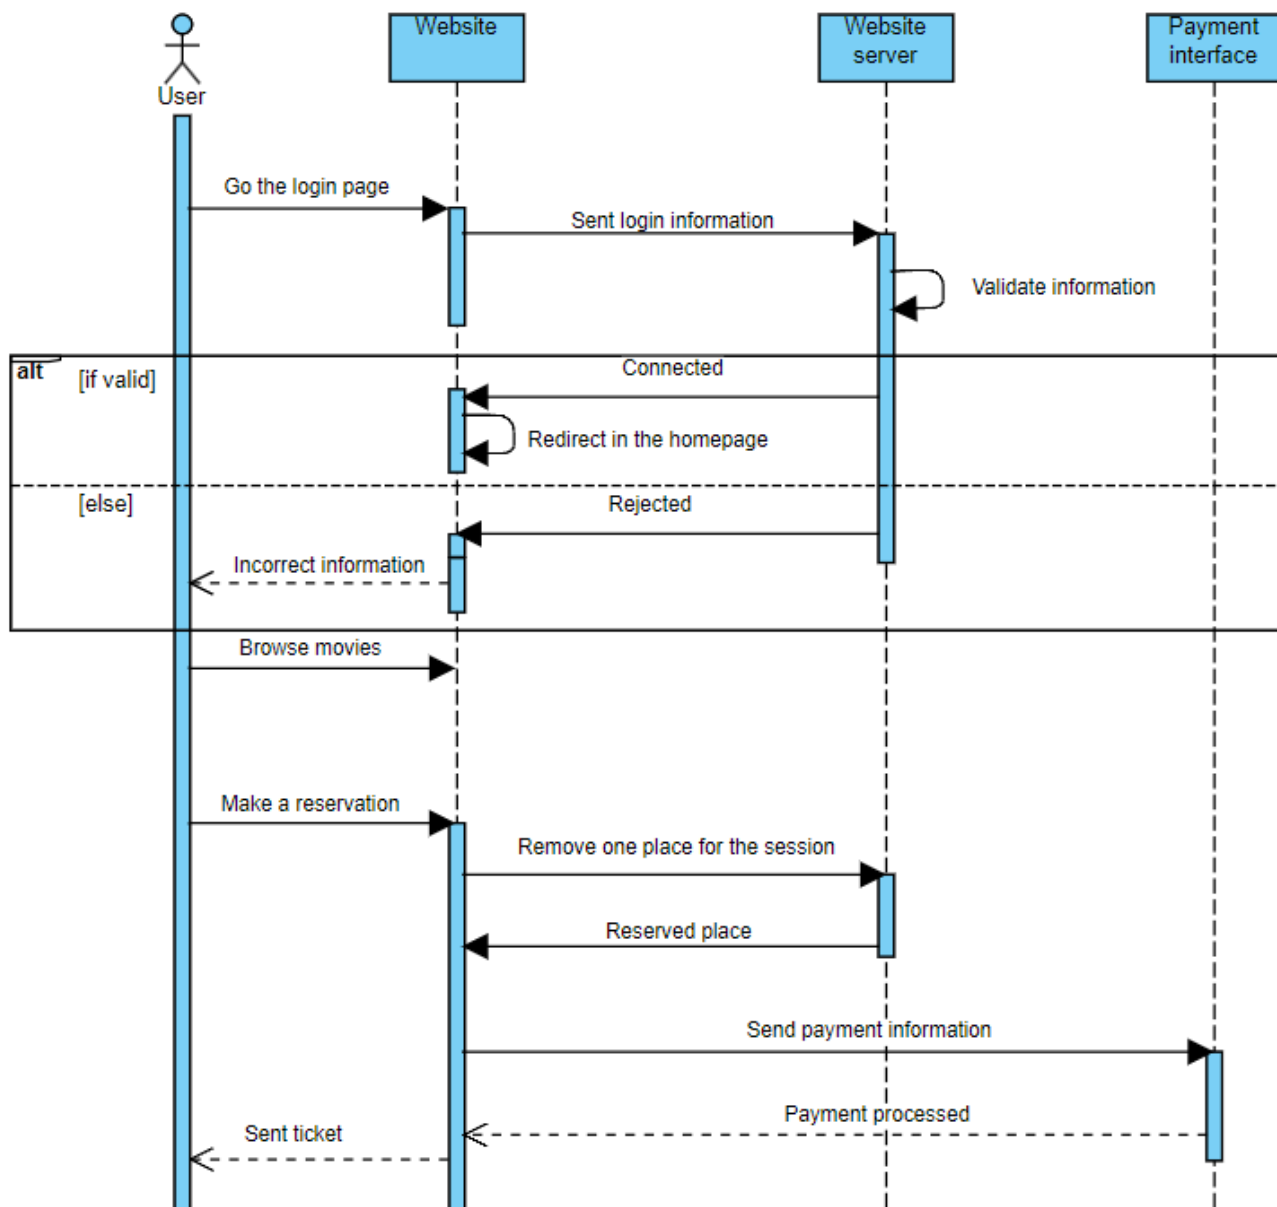 Website
Website
server
Payment
interface
User
Go the login page
Sent login information
Validate information
alt
[if valid]
Connected
Redirect in the homepage
[else]
Rejected
Incorrect information
Browse movies
Make a reservation
Remove one place for the session
Reserved place
Send payment information
Payment processed
Sent ticket